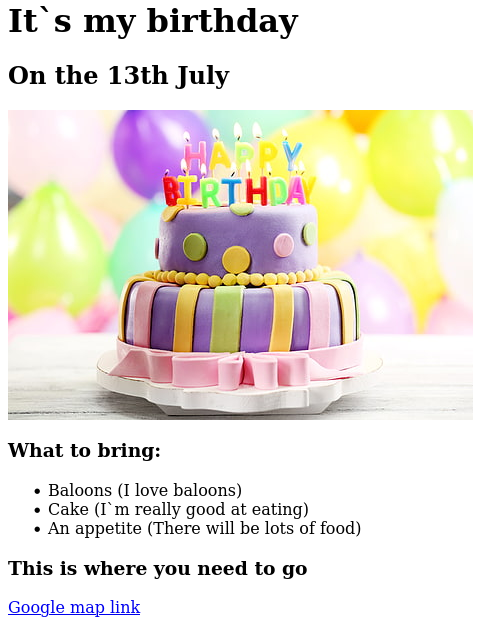 It`s my birthday
On the 13th July
HAPPY
BIRTHDAY
What to bring:
• Baloons (I love baloons)
• Cake (I`m really good at eating)
• An appetite (There will be lots of food)
This is where you need to go
Google map link